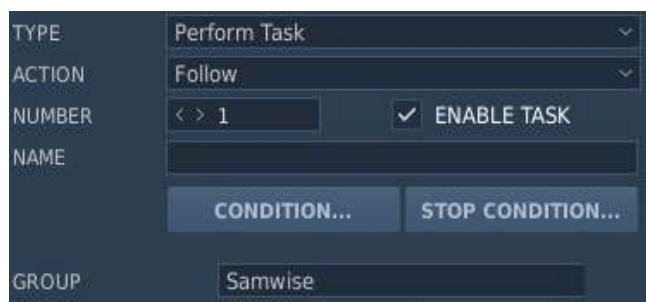 TYPE Perform Task
ACTION Follow
NUMBER < > 1 ENABLE TASK
NAME
CONDITION... STOP CONDITION...
GROUP Samwise